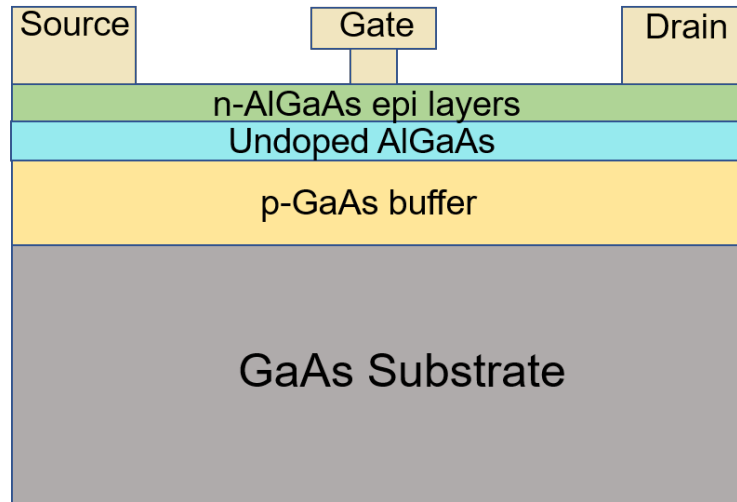 Source
Gate
Drain
n-AlGaAs epi layers
Undoped AlGaAs
p-GaAs buffer
GaAs Substrate